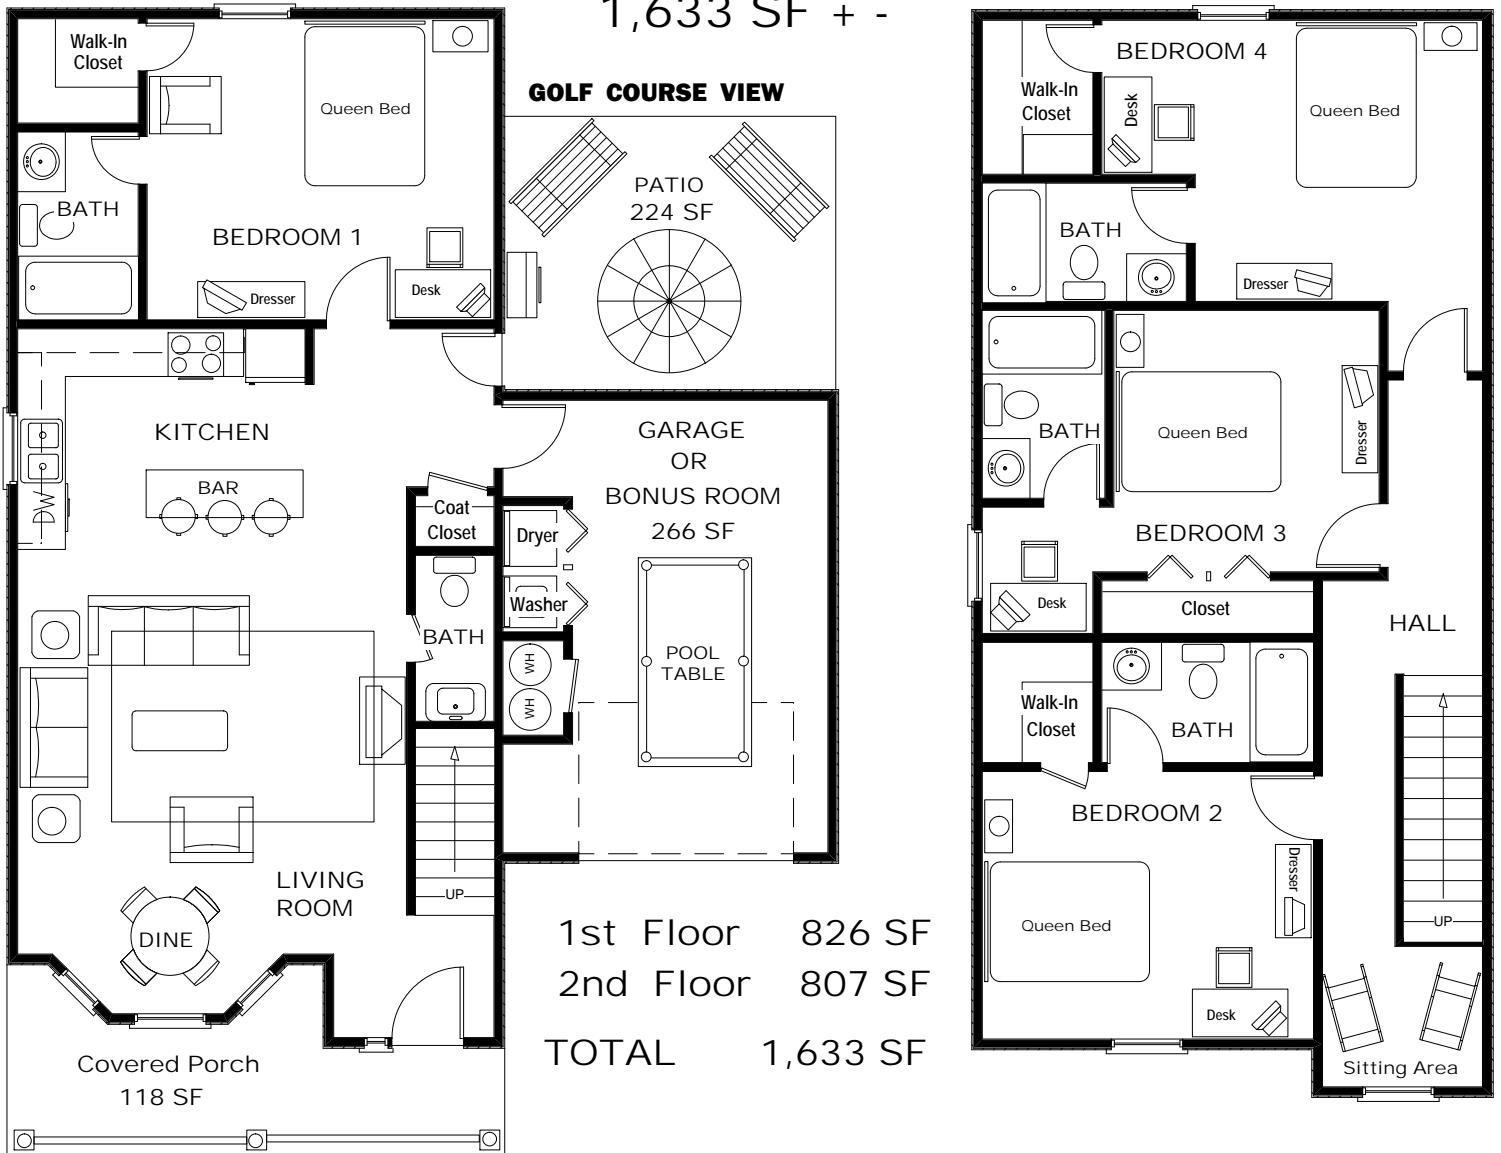 1,633 SF + -
GOLF COURSE VIEW
Walk-In
Closet
Queen Bed
BATH
BEDROOM 1
Dresser
Desk
PATIO
224 SF
KITCHEN
BAR
DW
Coat
Closet
Dryer
Washer
BATH
WH
WH
GARAGE
OR
BONUS ROOM
266 SF
POOL
TABLE
UP
LIVING
ROOM
DINE
Covered Porch
118 SF
1st Floor 826 SF
2nd Floor 807 SF
TOTAL 1,633 SF
BEDROOM 4
Walk-In
Closet
Desk
Queen Bed
BATH
Dresser
BATH
Queen Bed
Dresser
BEDROOM 3
Desk
Closet
HALL
Walk-In
Closet
BATH
BEDROOM 2
Dresser
Queen Bed
Desk
UP
Sitting Area